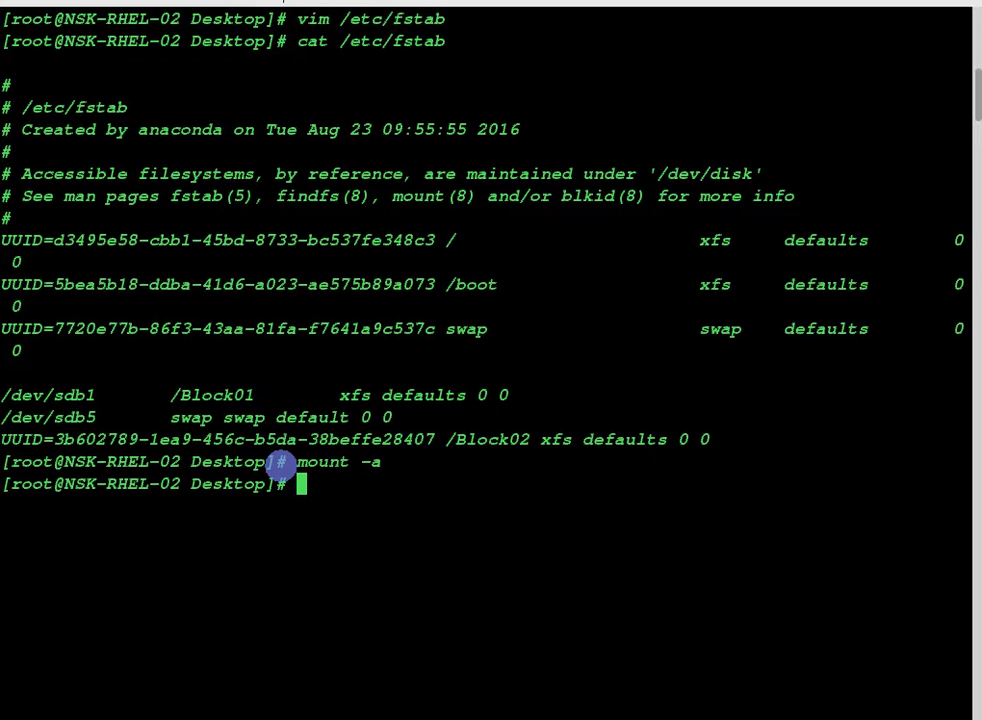 [root@NSK-RHEL-02 Desktop]# vim /etc/fstab
[root@NSK-RHEL-02 Desktop]# cat /etc/fstab
#
# /etc/fstab
# Created by anaconda on Tue Aug 23 09:55:55 2016
#
# Accessible filesystems, by reference, are maintained under '/dev/disk'
# See man pages fstab(5), findfs(8), mount(8) and/or blkid(8) for more info
#
UUID=d3495e58-cbb1-45bd-8733-bc537fe348c3 / xfs defaults 0
0
UUID=5bea5b18-ddba-41d6-a023-ae575b89a073 /boot xfs defaults 0
0
UUID=7720e77b-86f3-43aa-81fa-f7641a9c537c swap swap defaults 0
0
/dev/sdb1 /Block01 xfs defaults 0 0
/dev/sdb5 swap swap default 0 0
UUID=3b602789-1ea9-456c-b5da-38beffe28407 /Block02 xfs defaults 0 0
[root@NSK-RHEL-02 Desktop]# mount -a
[root@NSK-RHEL-02 Desktop]#